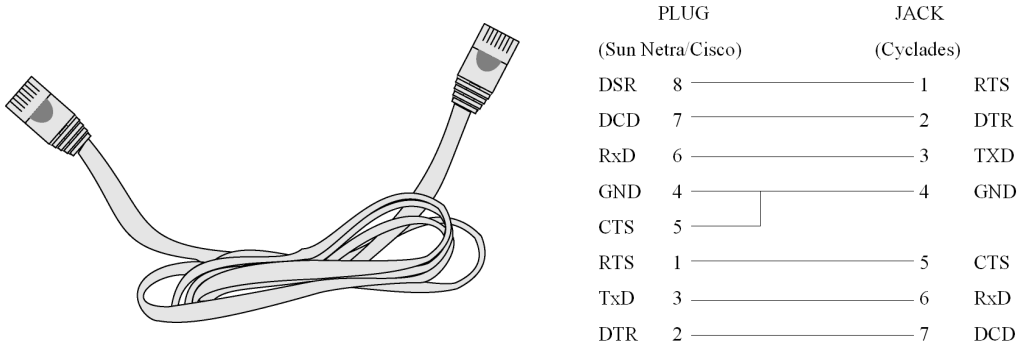 PLUG JACK
(Sun Netra/Cisco) (Cyclades)
DSR 8 1 RTS
DCD 7 2 DTR
RxD 6 3 TXD
GND 4 4 GND
CTS 5
RTS 1 5 CTS
TxD 3 6 RxD
DTR 2 7 DCD